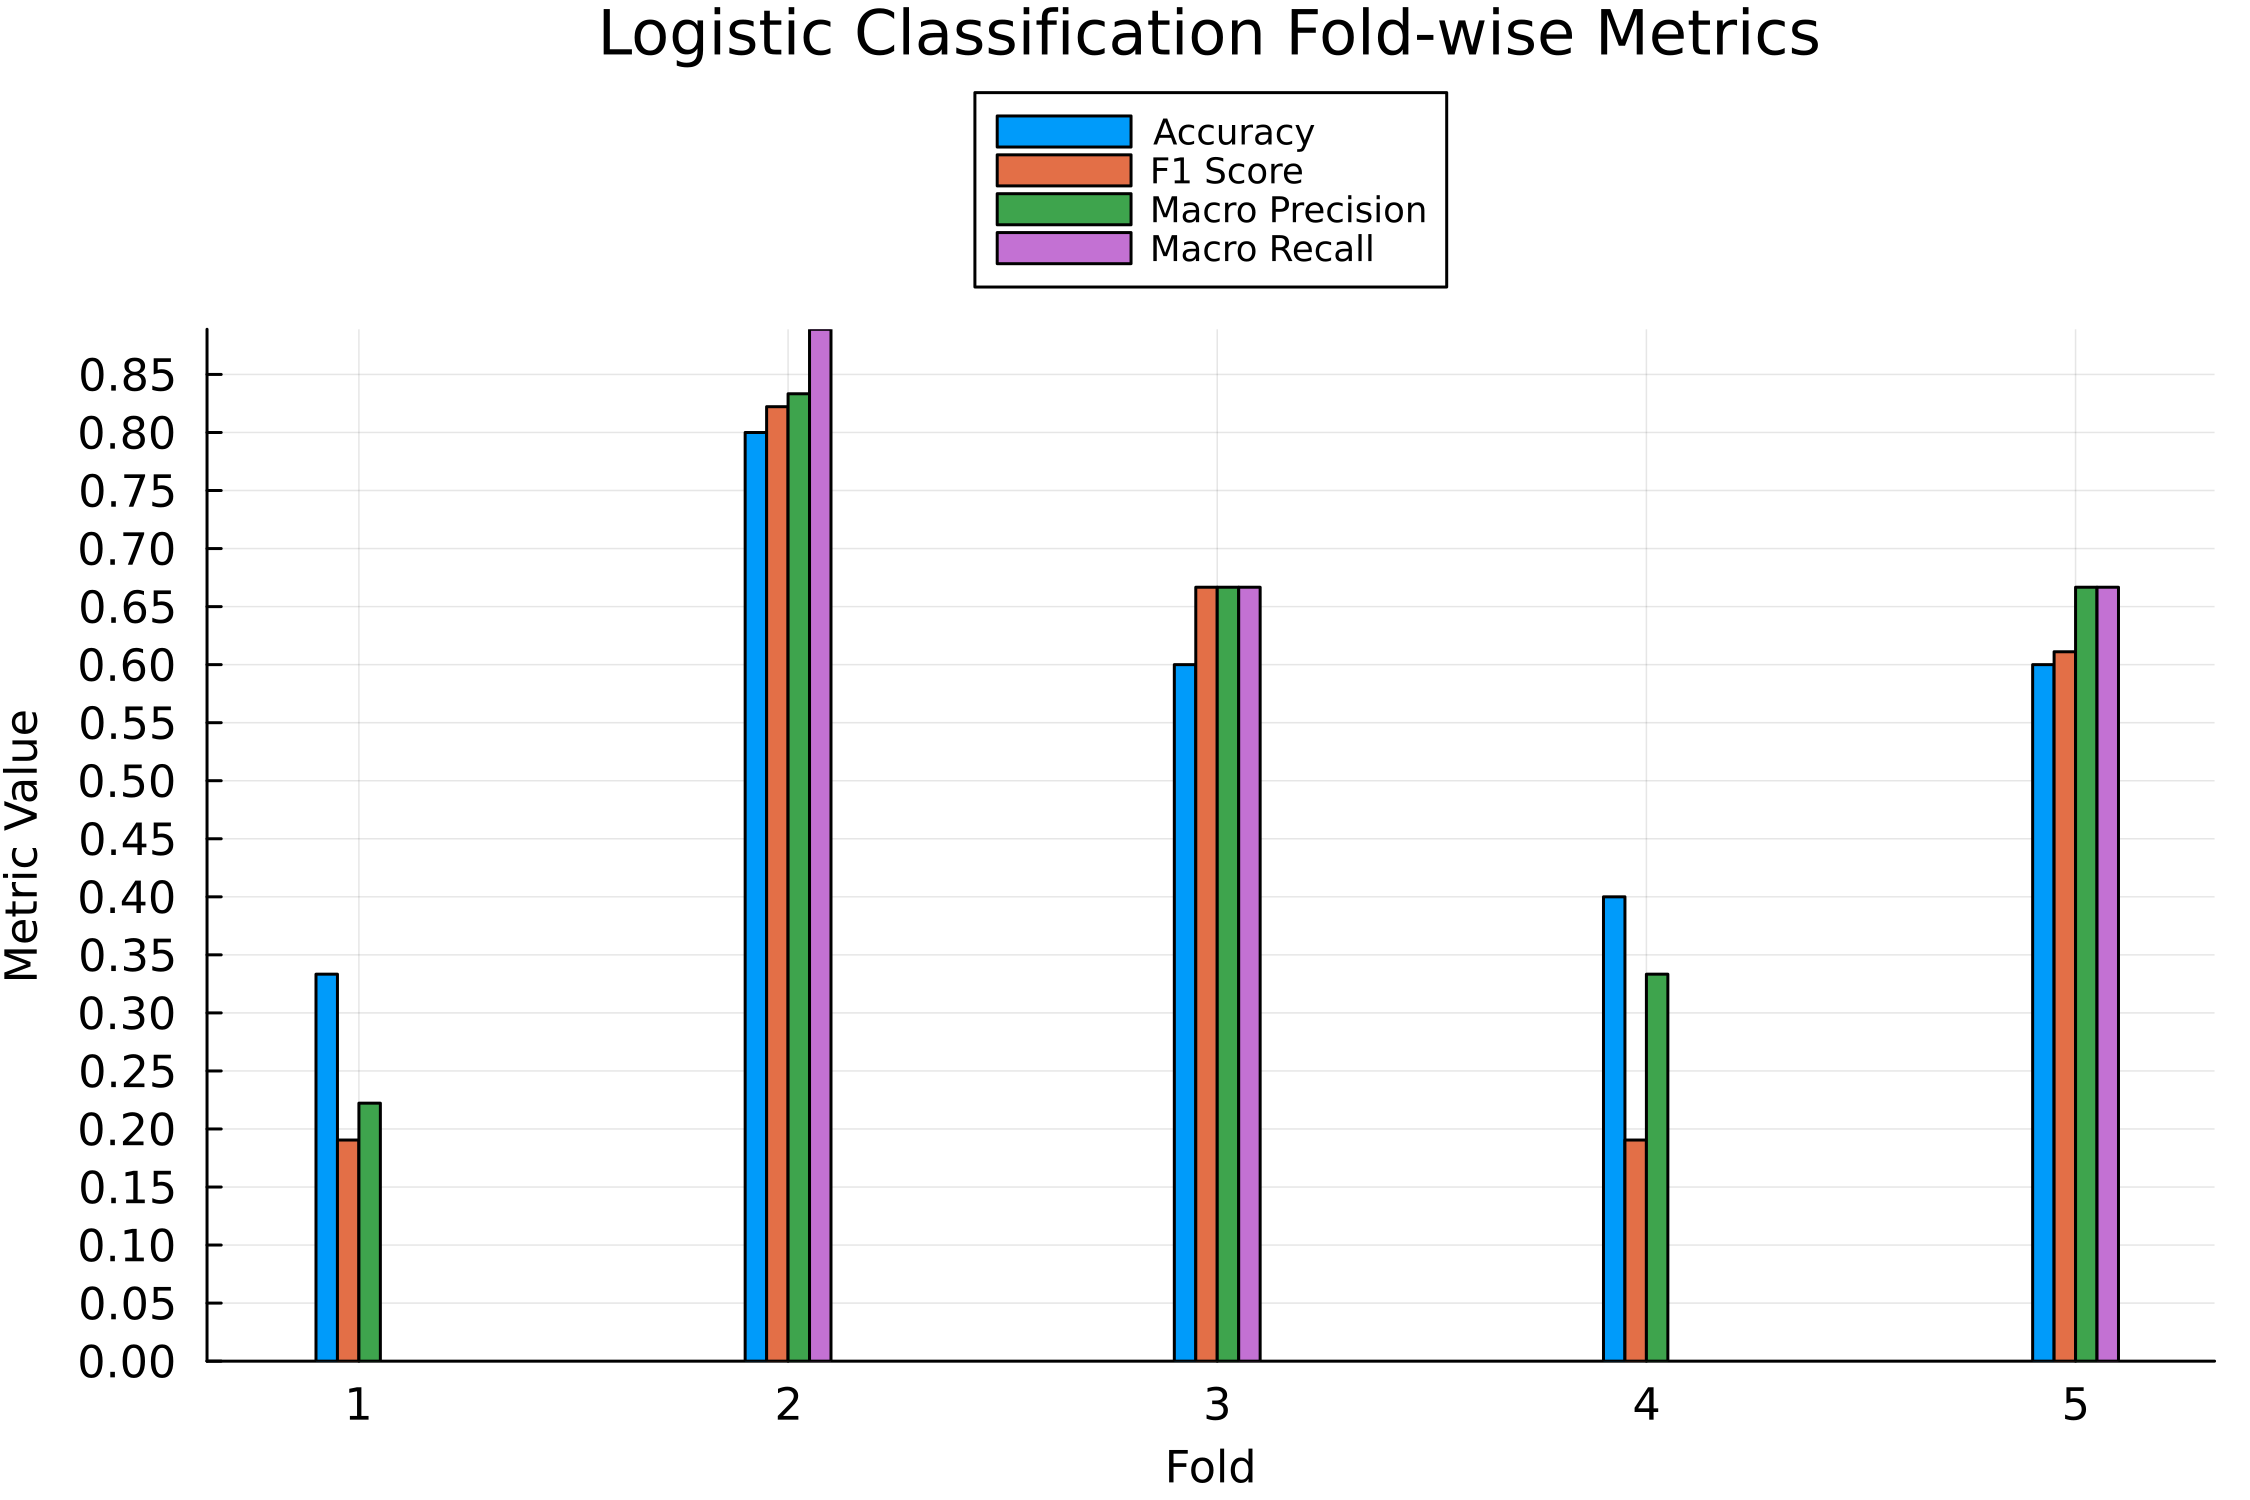 Logistic Classification Fold-wise Metrics
Accuracy
F1 Score
Macro Precision
Macro Recall
0.85
0.80
0.75
0.70
0.65
0.60
0.55
0.50
0.45
0.40
0.35
0.30
0.25
0.20
0.15
0.10
0.05
0.00
Metric Value
1 2 3 4 5
Fold